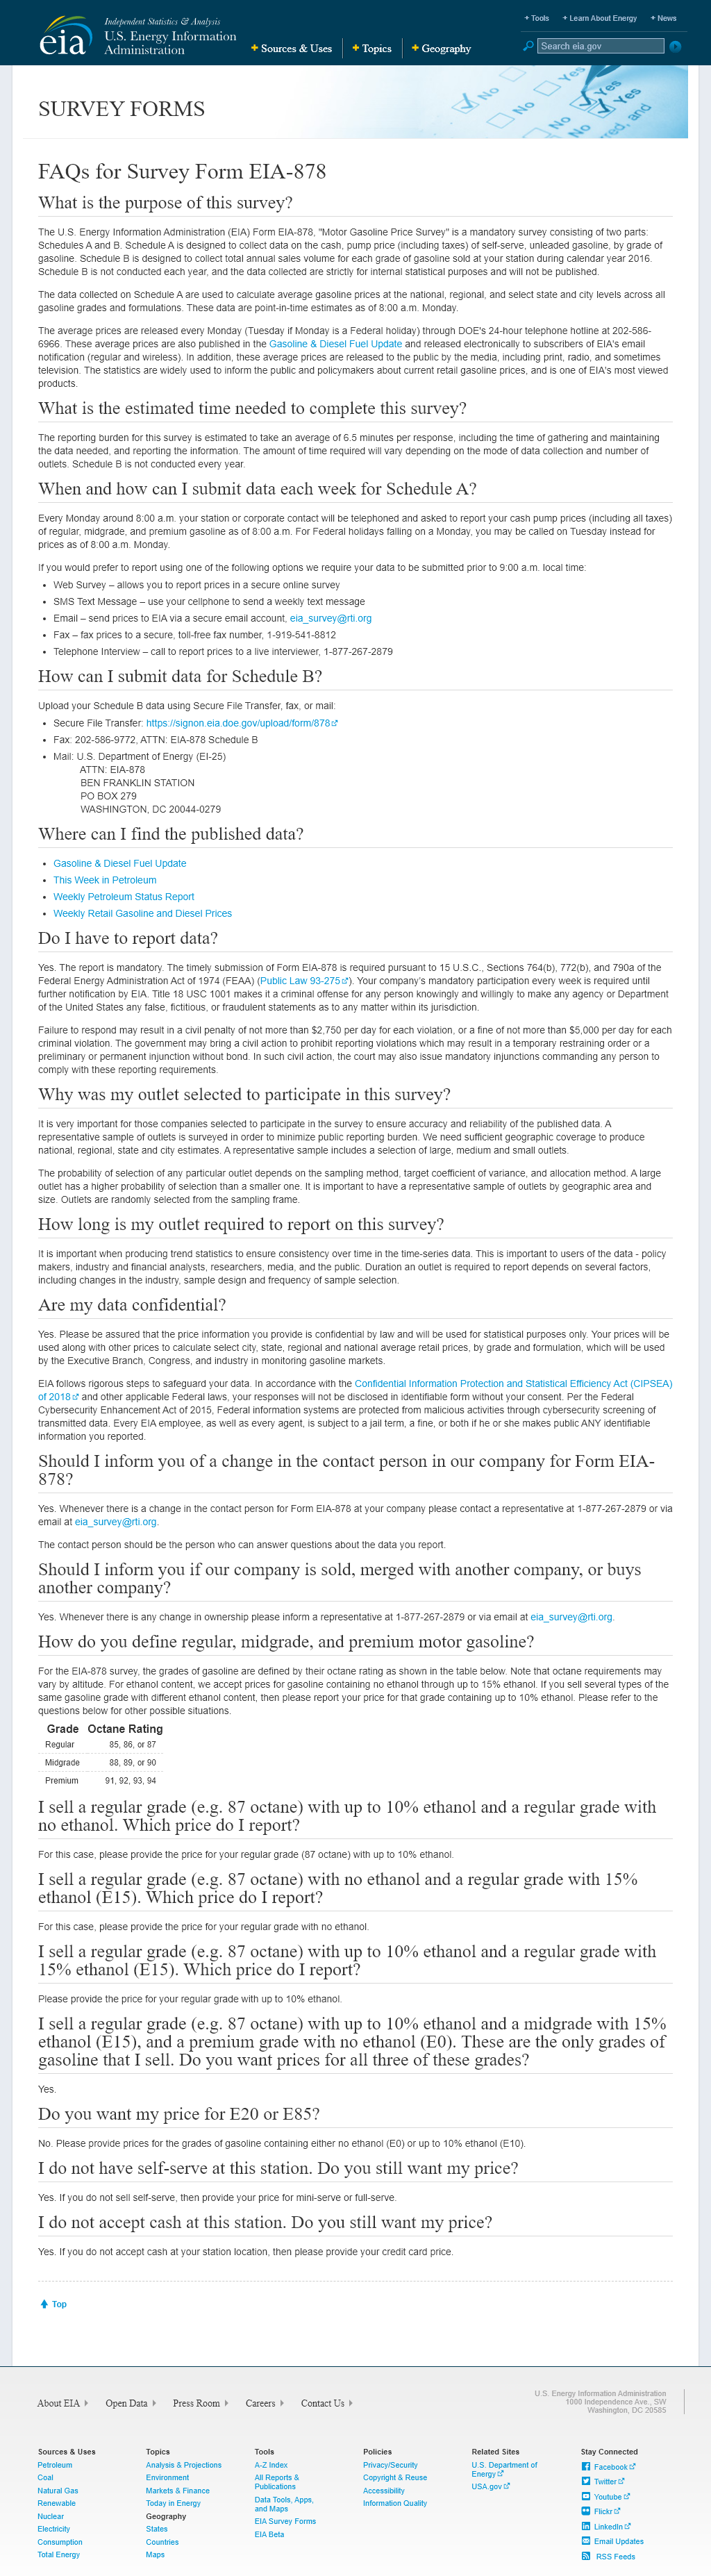 + Tools + Learn About Energy + News
eia
Independent Statistics & Analysis
U.S. Energy Information
Administration
+ Sources & Uses + Topics + Geography
Search eia.gov
SURVEY FORMS
FAQs for Survey Form EIA-878
What is the purpose of this survey?
The U.S. Energy Information Administration (EIA) Form EIA-878, "Motor Gasoline Price Survey" is a mandatory survey consisting of two parts:
Schedules A and B. Schedule A is designed to collect data on the cash, pump price (including taxes) of self-serve, unleaded gasoline, by grade of
gasoline. Schedule B is designed to collect total annual sales volume for each grade of gasoline sold at your station during calendar year 2016.
Schedule B is not conducted each year, and the data collected are strictly for internal statistical purposes and will not be published.
The data collected on Schedule A are used to calculate average gasoline prices at the national, regional, and select state and city levels across all
gasoline grades and formulations. These data are point-in-time estimates as of 8:00 a.m. Monday.
The average prices are released every Monday (Tuesday if Monday is a Federal holiday) through DOE's 24-hour telephone hotline at 202-586-
6966. These average prices are also published in the Gasoline & Diesel Fuel Update and released electronically to subscribers of EIA's email
notification (regular and wireless). In addition, these average prices are released to the public by the media, including print, radio, and sometimes
television. The statistics are widely used to inform the public and policymakers about current retail gasoline prices, and is one of EIA's most viewed
products.
What is the estimated time needed to complete this survey?
The reporting burden for this survey is estimated to take an average of 6.5 minutes per response, including the time of gathering and maintaining
the data needed, and reporting the information. The amount of time required will vary depending on the mode of data collection and number of
outlets. Schedule B is not conducted every year.
When and how can I submit data each week for Schedule A?
Every Monday around 8:00 a.m. your station or corporate contact will be telephoned and asked to report your cash pump prices (including all taxes)
of regular, midgrade, and premium gasoline as of 8:00 a.m. For Federal holidays falling on a Monday, you may be called on Tuesday instead for
prices as of 8:00 a.m. Monday.
If you would prefer to report using one of the following options we require your data to be submitted prior to 9:00 a.m. local time:
• Web Survey – allows you to report prices in a secure online survey
• SMS Text Message – use your cellphone to send a weekly text message
• Email – send prices to EIA via a secure email account, eia_survey@rti.org
• Fax – fax prices to a secure, toll-free fax number, 1-919-541-8812
• Telephone Interview – call to report prices to a live interviewer, 1-877-267-2879
How can I submit data for Schedule B?
Upload your Schedule B data using Secure File Transfer, fax, or mail:
• Secure File Transfer: https://signon.eia.doe.gov/upload/form/878
• Fax: 202-586-9772, ATTN: EIA-878 Schedule B
• Mail: U.S. Department of Energy (EI-25)
ATTN: EIA-878
BEN FRANKLIN STATION
PO BOX 279
WASHINGTON, DC 20044-0279
Where can I find the published data?
• Gasoline & Diesel Fuel Update
• This Week in Petroleum
• Weekly Petroleum Status Report
• Weekly Retail Gasoline and Diesel Prices
Do I have to report data?
Yes. The report is mandatory. The timely submission of Form EIA-878 is required pursuant to 15 U.S.C., Sections 764(b), 772(b), and 790a of the
Federal Energy Administration Act of 1974 (FEAA) (Public Law 93-275). Your company's mandatory participation every week is required until
further notification by EIA. Title 18 USC 1001 makes it a criminal offense for any person knowingly and willingly to make any agency or Department
of the United States any false, fictitious, or fraudulent statements as to any matter within its jurisdiction.
Failure to respond may result in a civil penalty of not more than $2,750 per day for each violation, or a fine of not more than $5,000 per day for each
criminal violation. The government may bring a civil action to prohibit reporting violations which may result in a temporary restraining order or a
preliminary or permanent injunction without bond. In such civil action, the court may also issue mandatory injunctions commanding any person to
comply with these reporting requirements.
Why was my outlet selected to participate in this survey?
It is very important for those companies selected to participate in the survey to ensure accuracy and reliability of the published data. A
representative sample of outlets is surveyed in order to minimize public reporting burden. We need sufficient geographic coverage to produce
national, regional, state and city estimates. A representative sample includes a selection of large, medium and small outlets.
The probability of selection of any particular outlet depends on the sampling method, target coefficient of variance, and allocation method. A large
outlet has a higher probability of selection than a smaller one. It is important to have a representative sample of outlets by geographic area and
size. Outlets are randomly selected from the sampling frame.
How long is my outlet required to report on this survey?
It is important when producing trend statistics to ensure consistency over time in the time-series data. This is important to users of the data - policy
makers, industry and financial analysts, researchers, media, and the public. Duration an outlet is required to report depends on several factors,
including changes in the industry, sample design and frequency of sample selection.
Are my data confidential?
Yes. Please be assured that the price information you provide is confidential by law and will be used for statistical purposes only. Your prices will be
used along with other prices to calculate select city, state, regional and national average retail prices, by grade and formulation, which will be used
by the Executive Branch, Congress, and industry in monitoring gasoline markets.
EIA follows rigorous steps to safeguard your data. In accordance with the Confidential Information Protection and Statistical Efficiency Act (CIPSEA)
of 2018 and other applicable Federal laws, your responses will not be disclosed in identifiable form without your consent. Per the Federal
Cybersecurity Enhancement Act of 2015, Federal information systems are protected from malicious activities through cybersecurity screening of
transmitted data. Every EIA employee, as well as every agent, is subject to a jail term, a fine, or both if he or she makes public ANY identifiable
information you reported.
Should I inform you of a change in the contact person in our company for Form EIA-
878?
Yes. Whenever there is a change in the contact person for Form EIA-878 at your company please contact a representative at 1-877-267-2879 or via
email at eia_survey@rti.org.
The contact person should be the person who can answer questions about the data you report.
Should I inform you if our company is sold, merged with another company, or buys
another company?
Yes. Whenever there is any change in ownership please inform a representative at 1-877-267-2879 or via email at eia_survey@rti.org.
How do you define regular, midgrade, and premium motor gasoline?
For the EIA-878 survey, the grades of gasoline are defined by their octane rating as shown in the table below. Note that octane requirements may
vary by altitude. For ethanol content, we accept prices for gasoline containing no ethanol through up to 15% ethanol. If you sell several types of the
same gasoline grade with different ethanol content, then please report your price for that grade containing up to 10% ethanol. Please refer to the
questions below for other possible situations.
Grade Octane Rating
Regular 85, 86, or 87
Midgrade 88, 89, or 90
Premium 91, 92, 93, 94
I sell a regular grade (e.g. 87 octane) with up to 10% ethanol and a regular grade with
no ethanol. Which price do I report?
For this case, please provide the price for your regular grade (87 octane) with up to 10% ethanol.
I sell a regular grade (e.g. 87 octane) with no ethanol and a regular grade with 15%
ethanol (E15). Which price do I report?
For this case, please provide the price for your regular grade with no ethanol.
I sell a regular grade (e.g. 87 octane) with up to 10% ethanol and a regular grade with
15% ethanol (E15). Which price do I report?
Please provide the price for your regular grade with up to 10% ethanol.
I sell a regular grade (e.g. 87 octane) with up to 10% ethanol and a midgrade with 15%
ethanol (E15), and a premium grade with no ethanol (E0). These are the only grades of
gasoline that I sell. Do you want prices for all three of these grades?
Yes.
Do you want my price for E20 or E85?
No. Please provide prices for the grades of gasoline containing either no ethanol (E0) or up to 10% ethanol (E10).
I do not have self-serve at this station. Do you still want my price?
Yes. If you do not sell self-serve, then provide your price for mini-serve or full-serve.
I do not accept cash at this station. Do you still want my price?
Yes. If you do not accept cash at your station location, then please provide your credit card price.
Top
About EIA Open Data Press Room Careers Contact Us
U.S. Energy Information Administration
1000 Independence Ave., SW
Washington, DC 20585
Sources & Uses
Petroleum
Coal
Natural Gas
Renewable
Nuclear
Electricity
Consumption
Total Energy
Topics
Analysis & Projections
Environment
Markets & Finance
Today in Energy
Geography
States
Countries
Maps
Tools
A-Z Index
All Reports &
Publications
Data Tools, Apps,
and Maps
EIA Survey Forms
EIA Beta
Policies
Privacy/Security
Copyright & Reuse
Accessibility
Information Quality
Related Sites
U.S. Department of
Energy
USA.gov
Stay Connected
Facebook
Twitter
Youtube
Flickr
LinkedIn
Email Updates
RSS Feeds